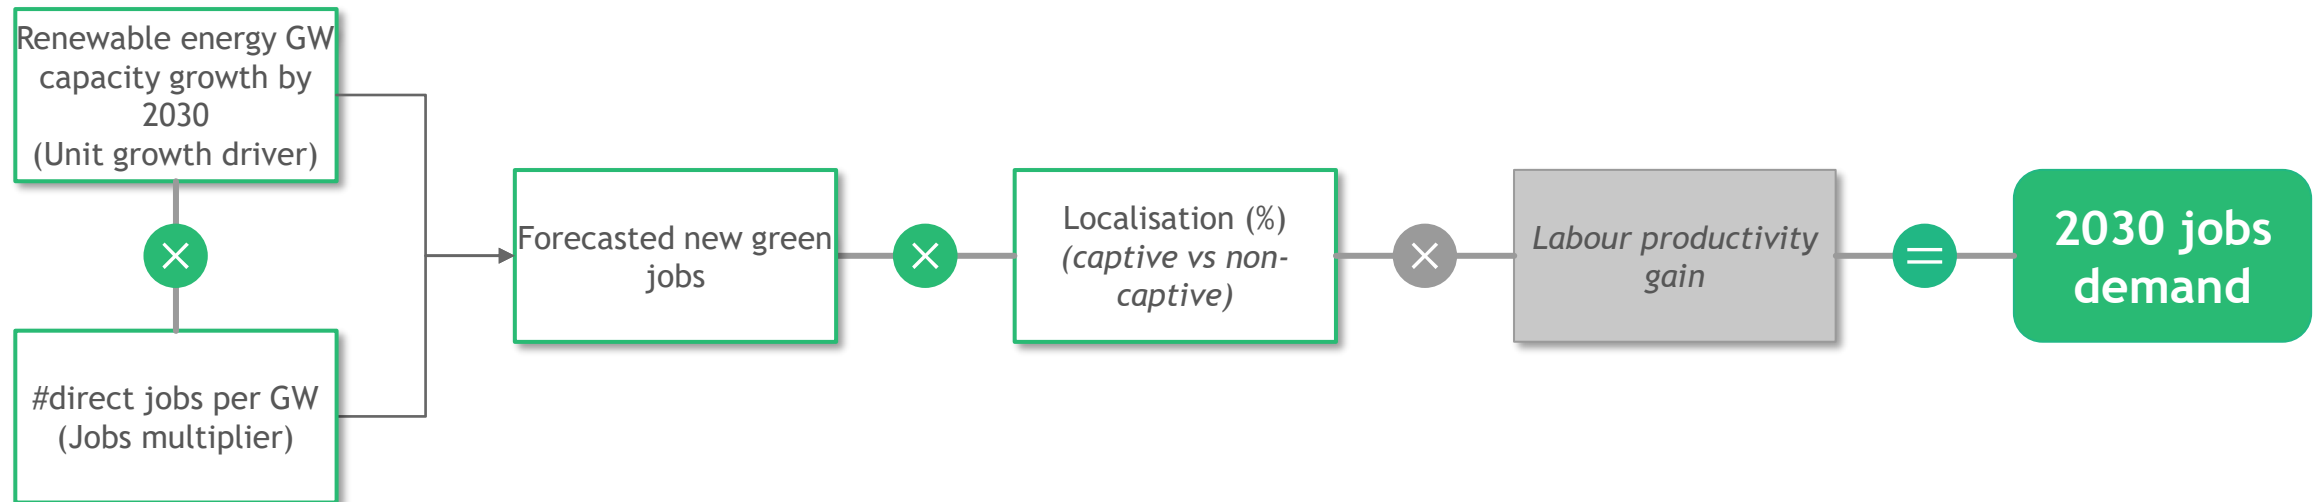 Renewable energy GW
capacity growth by
2030
(Unit growth driver)
#direct jobs per GW
(Jobs multiplier)
Forecasted new green
jobs
Localisation (%)
(captive vs non-
captive)
Labour productivity
gain
2030 jobs
demand